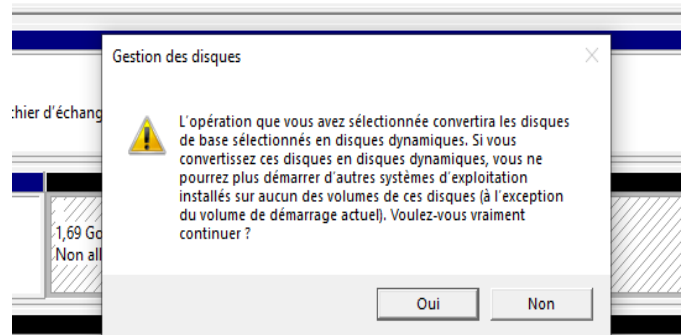 Gestion des disques
L'opération que vous avez sélectionnée convertira les disques
de base sélectionnés en disques dynamiques. Si vous
convertissez ces disques en disques dynamiques, vous ne
pourrez plus démarrer d'autres systèmes d'exploitation
installés sur aucun des volumes de ces disques (à l'exception
du volume de démarrage actuel). Voulez-vous vraiment
continuer ?
Oui
Non
d'échang
1,69
Non